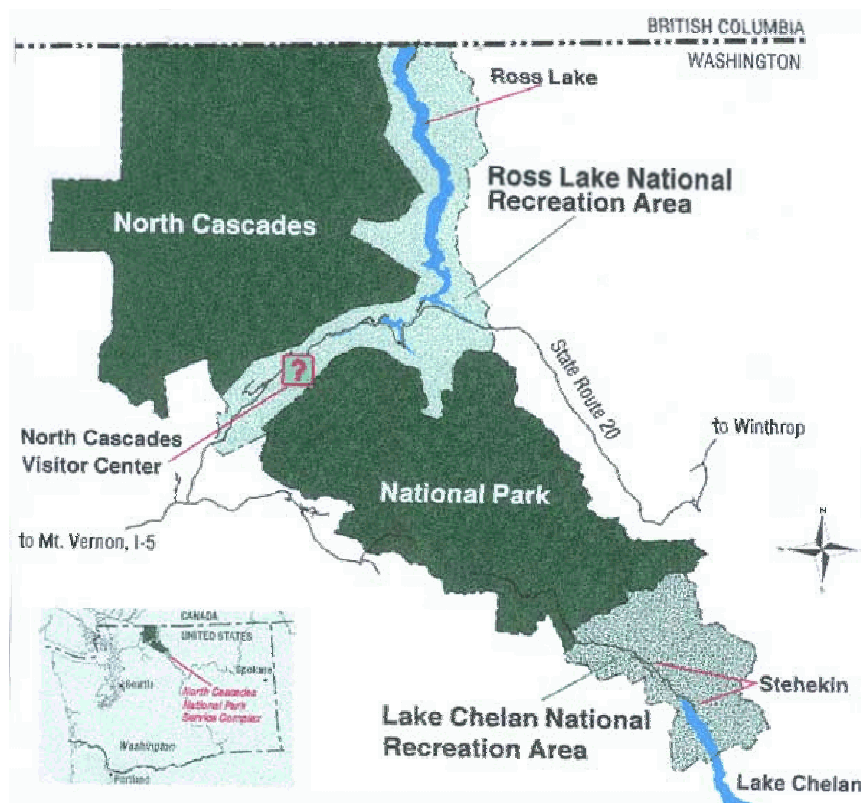 BRITISH COLUMBIA
WASHINGTON
Ross Lake
Ross Lake National
Recreation Area
North Cascades
?
State Route 20
North Cascades
Visitor Center
to Winthrop
National Park
N
to Mt. Vernon, I-5
CANADA
UNITED STATES
Spokane
Seattle
North Cascades
National Park
Service Complex
Washington
Portland
Stehekin
Lake Chelan National
Recreation Area
Lake Chelan